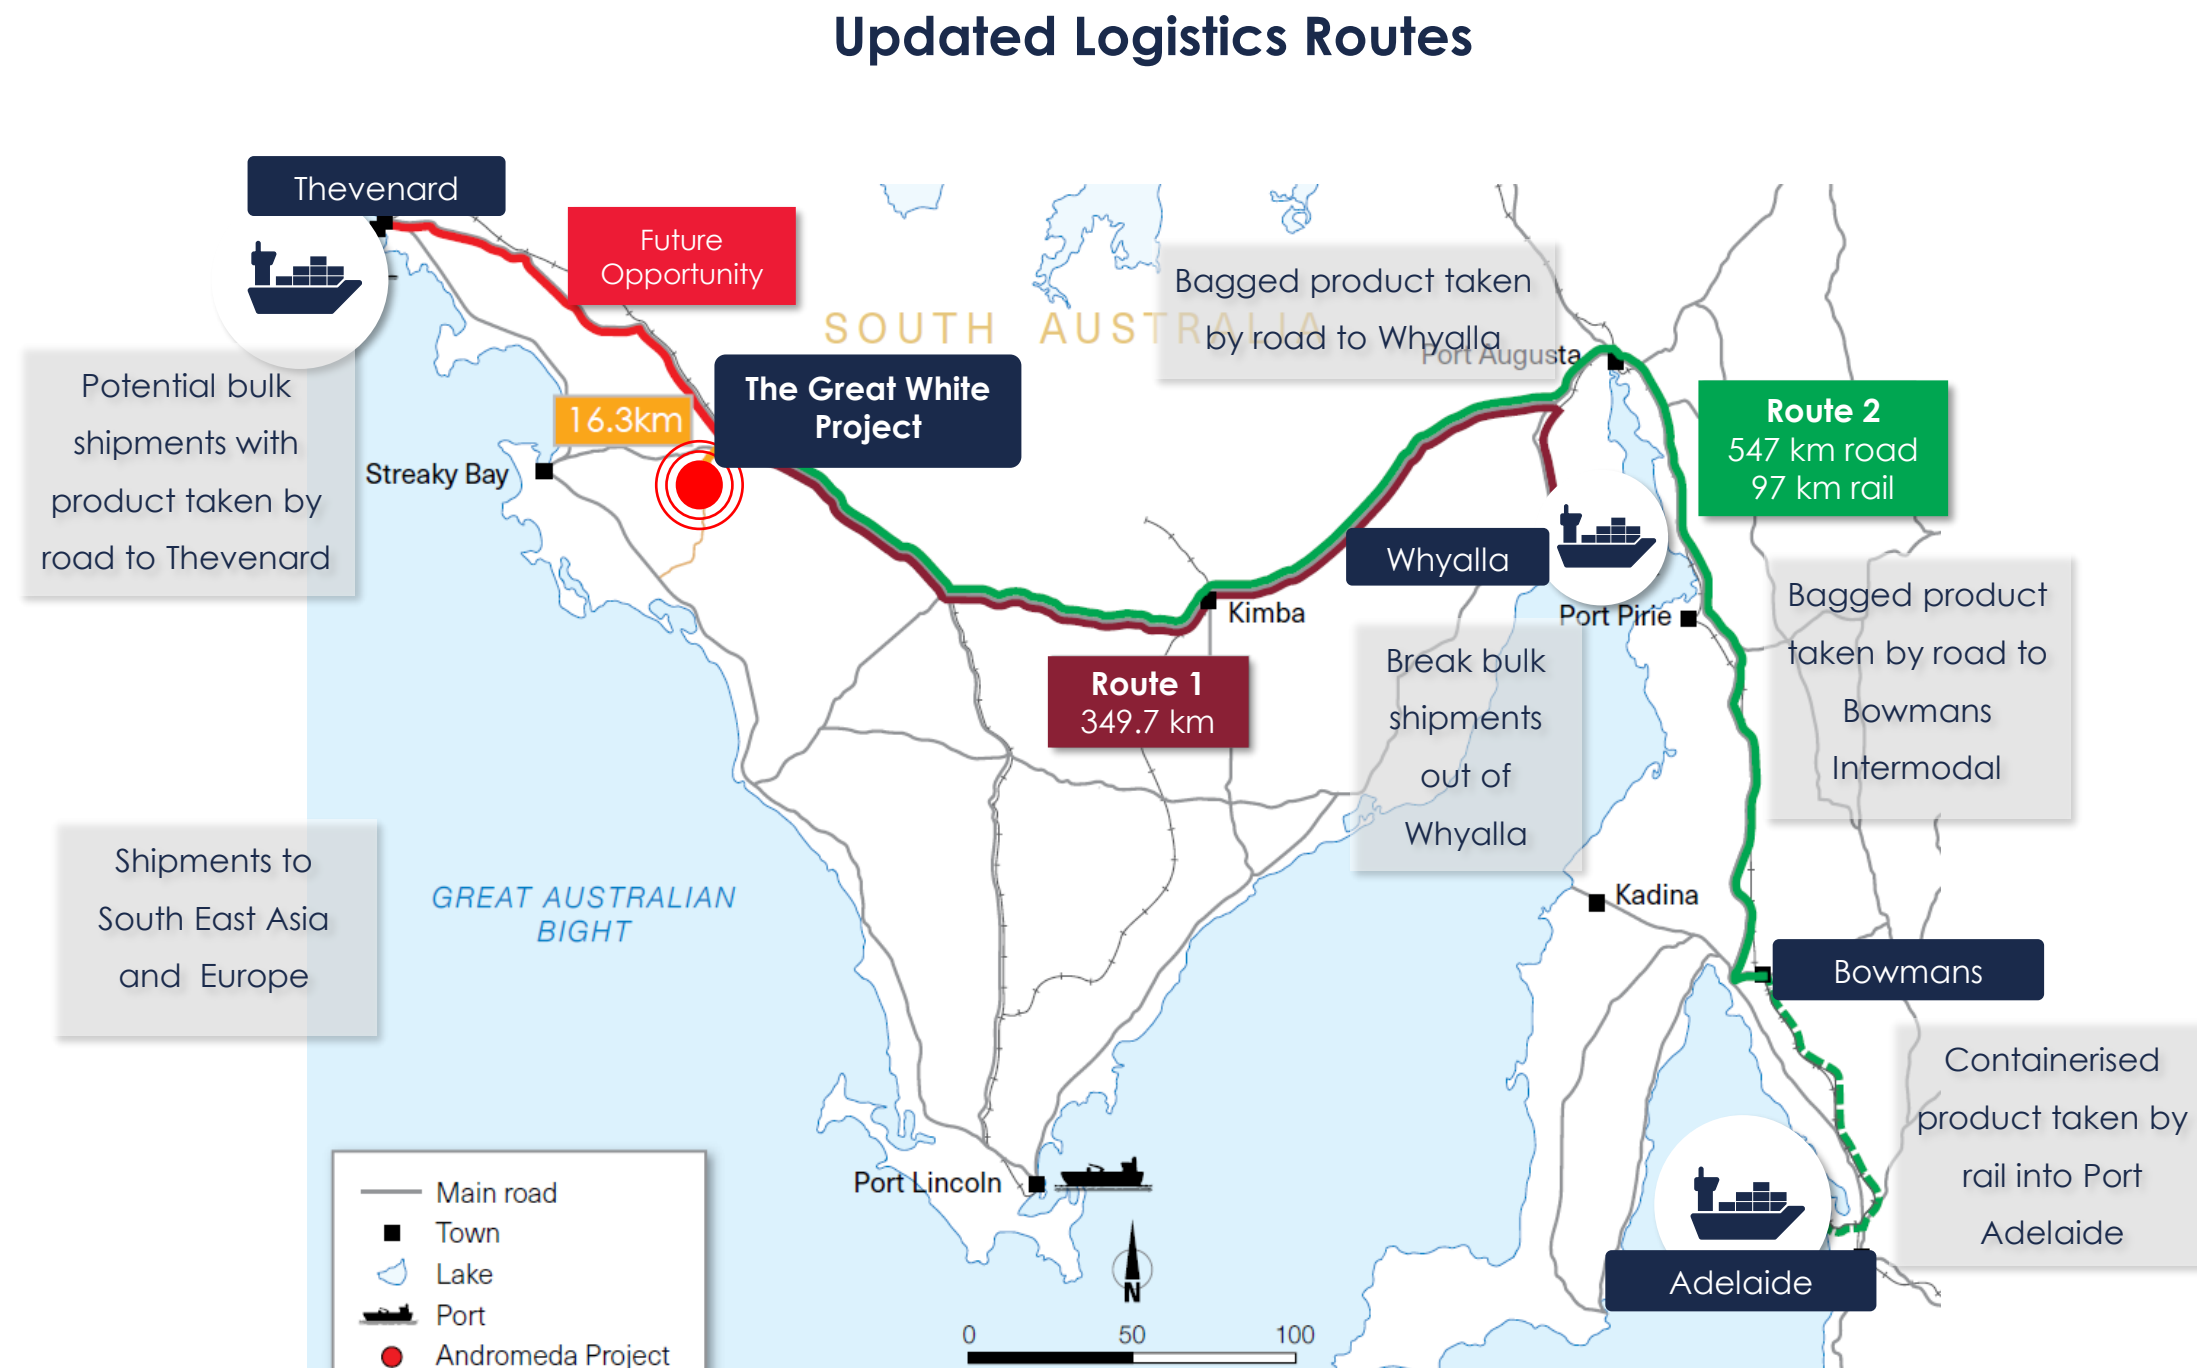 Updated Logistics Routes
Thevenard
Future
Opportunity
SOUTH AUSTRALIA
Bagged product taken
by road to Whyalla
Port Augusta
Potential bulk
shipments with
product taken by
road to Thevenard
16.3km
The Great White
Project
Streaky Bay
Route 2
547 km road
97 km rail
Whyalla
Kimba
Port Pirie
Bagged product
taken by road to
Bowmans
Intermodal
Route 1
349.7 km
Break bulk
shipments
out of
Whyalla
Shipments to
South East Asia
and Europe
GREAT AUSTRALIAN
BIGHT
Kadina
Bowmans
Containerised
product taken by
rail into Port
Adelaide
Port Lincoln
Adelaide
N
0 50 100
Main road
Town
Lake
Port
Andromeda Project